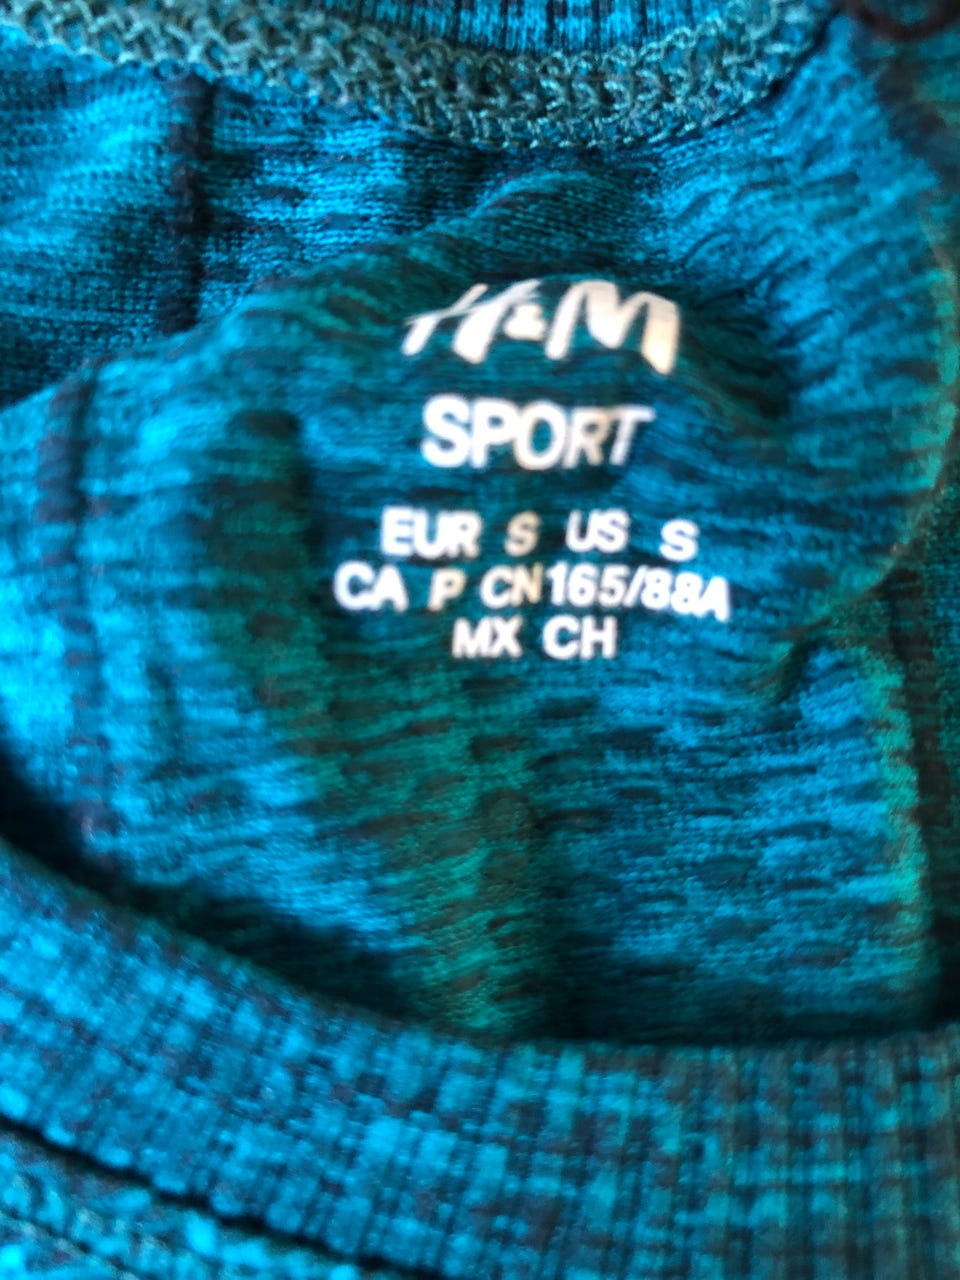 H&M
SPORT
EUR S US S
CA P CN165/88A
MX CH